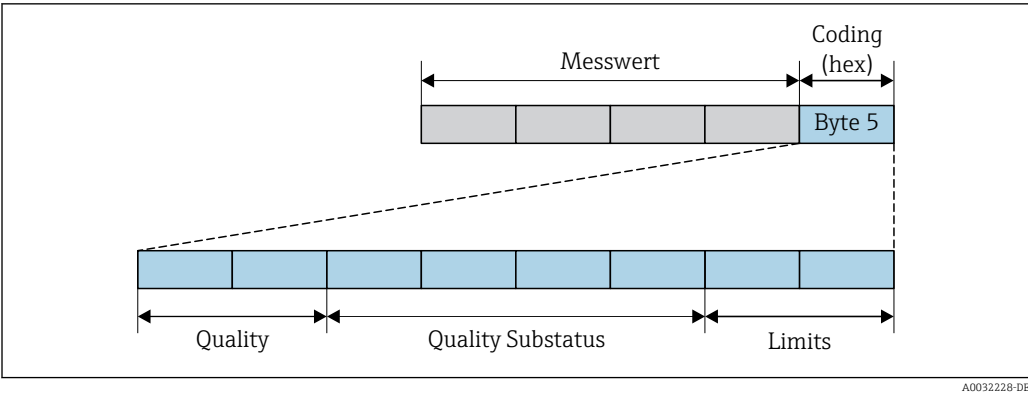 Coding
(hex)
Messwert
Byte 5
Quality
Quality Substatus
Limits
A0032228-DE